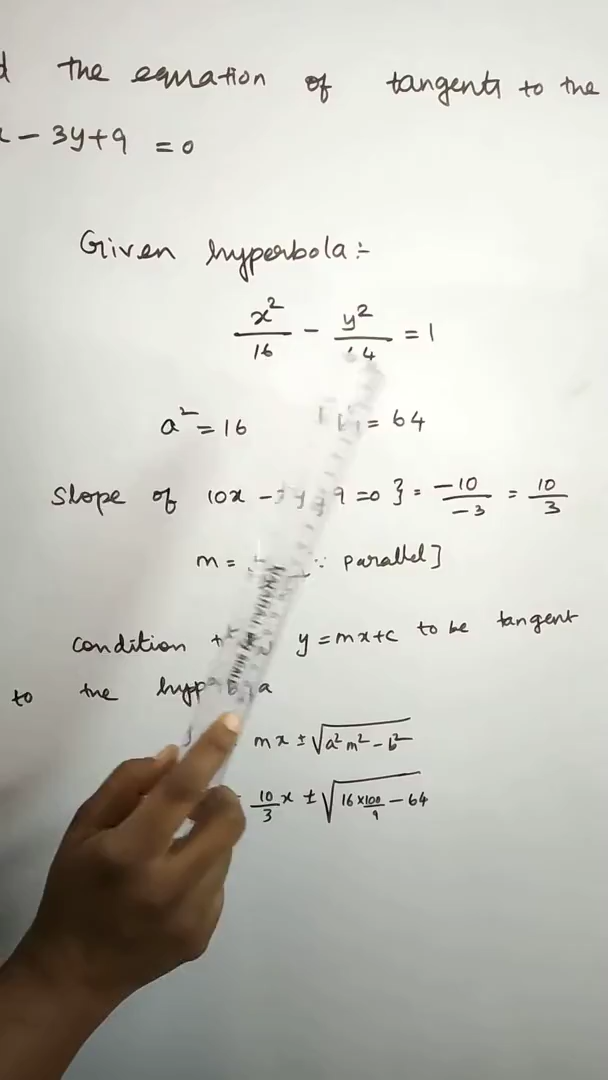 the equation of tangents to the
- 3y+9 = 0
Given hyperbola:-
x²/16 - y²/64 = 1
a² = 16 = 64
Slope of 10x - 9 = 0 } = -10/-3 = 10/3
m = ∵ parallel]
condition y = mx + c to be tangent
to the
mx ± √(a²m² - b²)
10/3 x ± √(16 × 100/9 - 64)